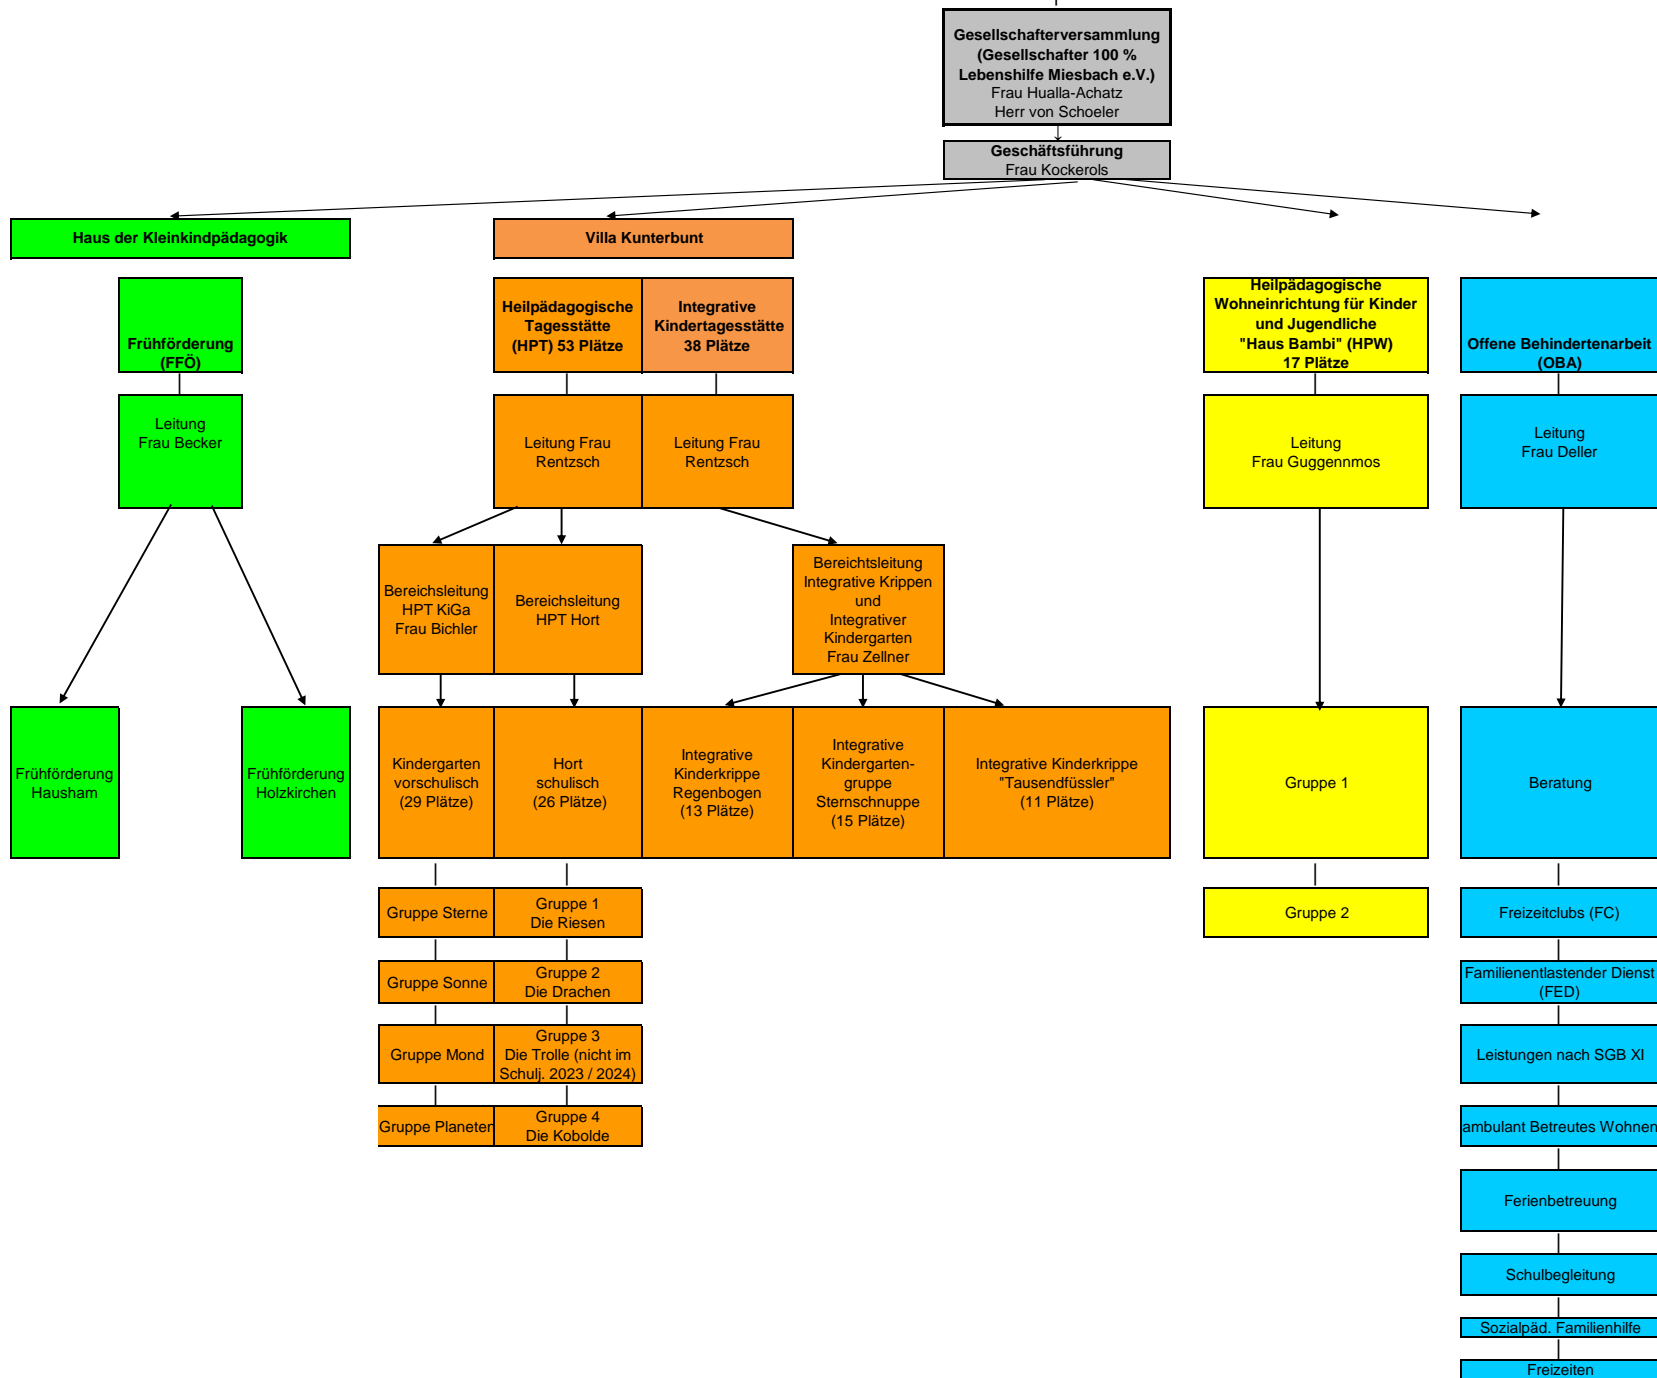 Gesellschafterversammlung
(Gesellschafter 100 %
Lebenshilfe Miesbach e.V.)
Frau Hualla-Achatz
Herr von Schoeler
Geschäftsführung
Frau Kockerols
Haus der Kleinkindpädagogik
Villa Kunterbunt
Frühförderung
(FFÖ)
Heilpädagogische
Tagesstätte
(HPT) 53 Plätze
Integrative
Kindertagesstätte
38 Plätze
Heilpädagogische
Wohneinrichtung für Kinder
und Jugendliche
"Haus Bambi" (HPW)
17 Plätze
Offene Behindertenarbeit
(OBA)
Leitung
Frau Becker
Leitung Frau
Rentzsch
Leitung Frau
Rentzsch
Leitung
Frau Guggennmos
Leitung
Frau Deller
Bereichsleitung
HPT KiGa
Frau Bichler
Bereichsleitung
HPT Hort
Bereichtsleitung
Integrative Krippen
und
Integrativer
Kindergarten
Frau Zellner
Frühförderung
Hausham
Frühförderung
Holzkirchen
Kindergarten
vorschulisch
(29 Plätze)
Hort
schulisch
(26 Plätze)
Integrative
Kinderkrippe
Regenbogen
(13 Plätze)
Integrative
Kindergarten-
gruppe
Sternschnuppe
(15 Plätze)
Integrative Kinderkrippe
"Tausendfüssler"
(11 Plätze)
Gruppe 1
Beratung
Gruppe Sterne
Gruppe 1
Die Riesen
Gruppe 2
Freizeitclubs (FC)
Gruppe Sonne
Gruppe 2
Die Drachen
Familienentlastender Dienst
(FED)
Gruppe Mond
Gruppe 3
Die Trolle (nicht im
Schulj. 2023 / 2024)
Leistungen nach SGB XI
Gruppe Planeten
Gruppe 4
Die Kobolde
ambulant Betreutes Wohnen
Ferienbetreuung
Schulbegleitung
Sozialpäd. Familienhilfe
Freizeiten